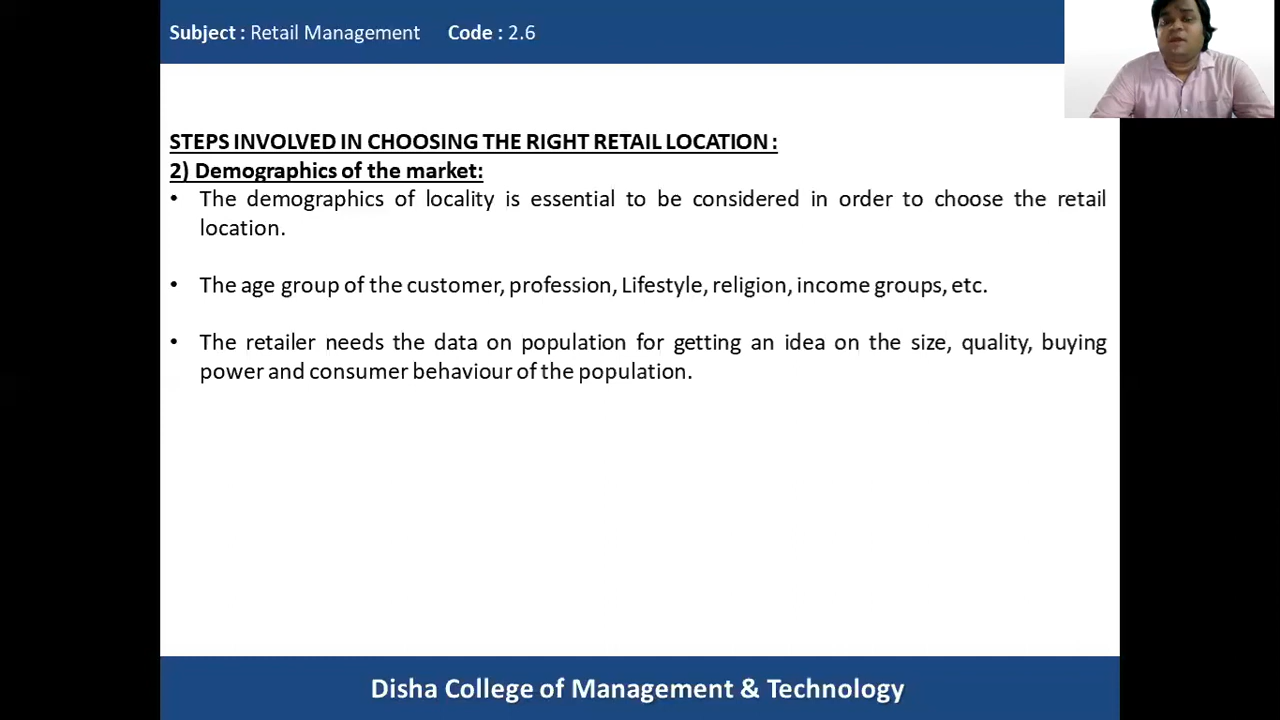 Subject : Retail Management Code : 2.6
STEPS INVOLVED IN CHOOSING THE RIGHT RETAIL LOCATION :
2) Demographics of the market:
• The demographics of locality is essential to be considered in order to choose the retail
location.
• The age group of the customer, profession, Lifestyle, religion, income groups, etc.
• The retailer needs the data on population for getting an idea on the size, quality, buying
power and consumer behaviour of the population.
Disha College of Management & Technology